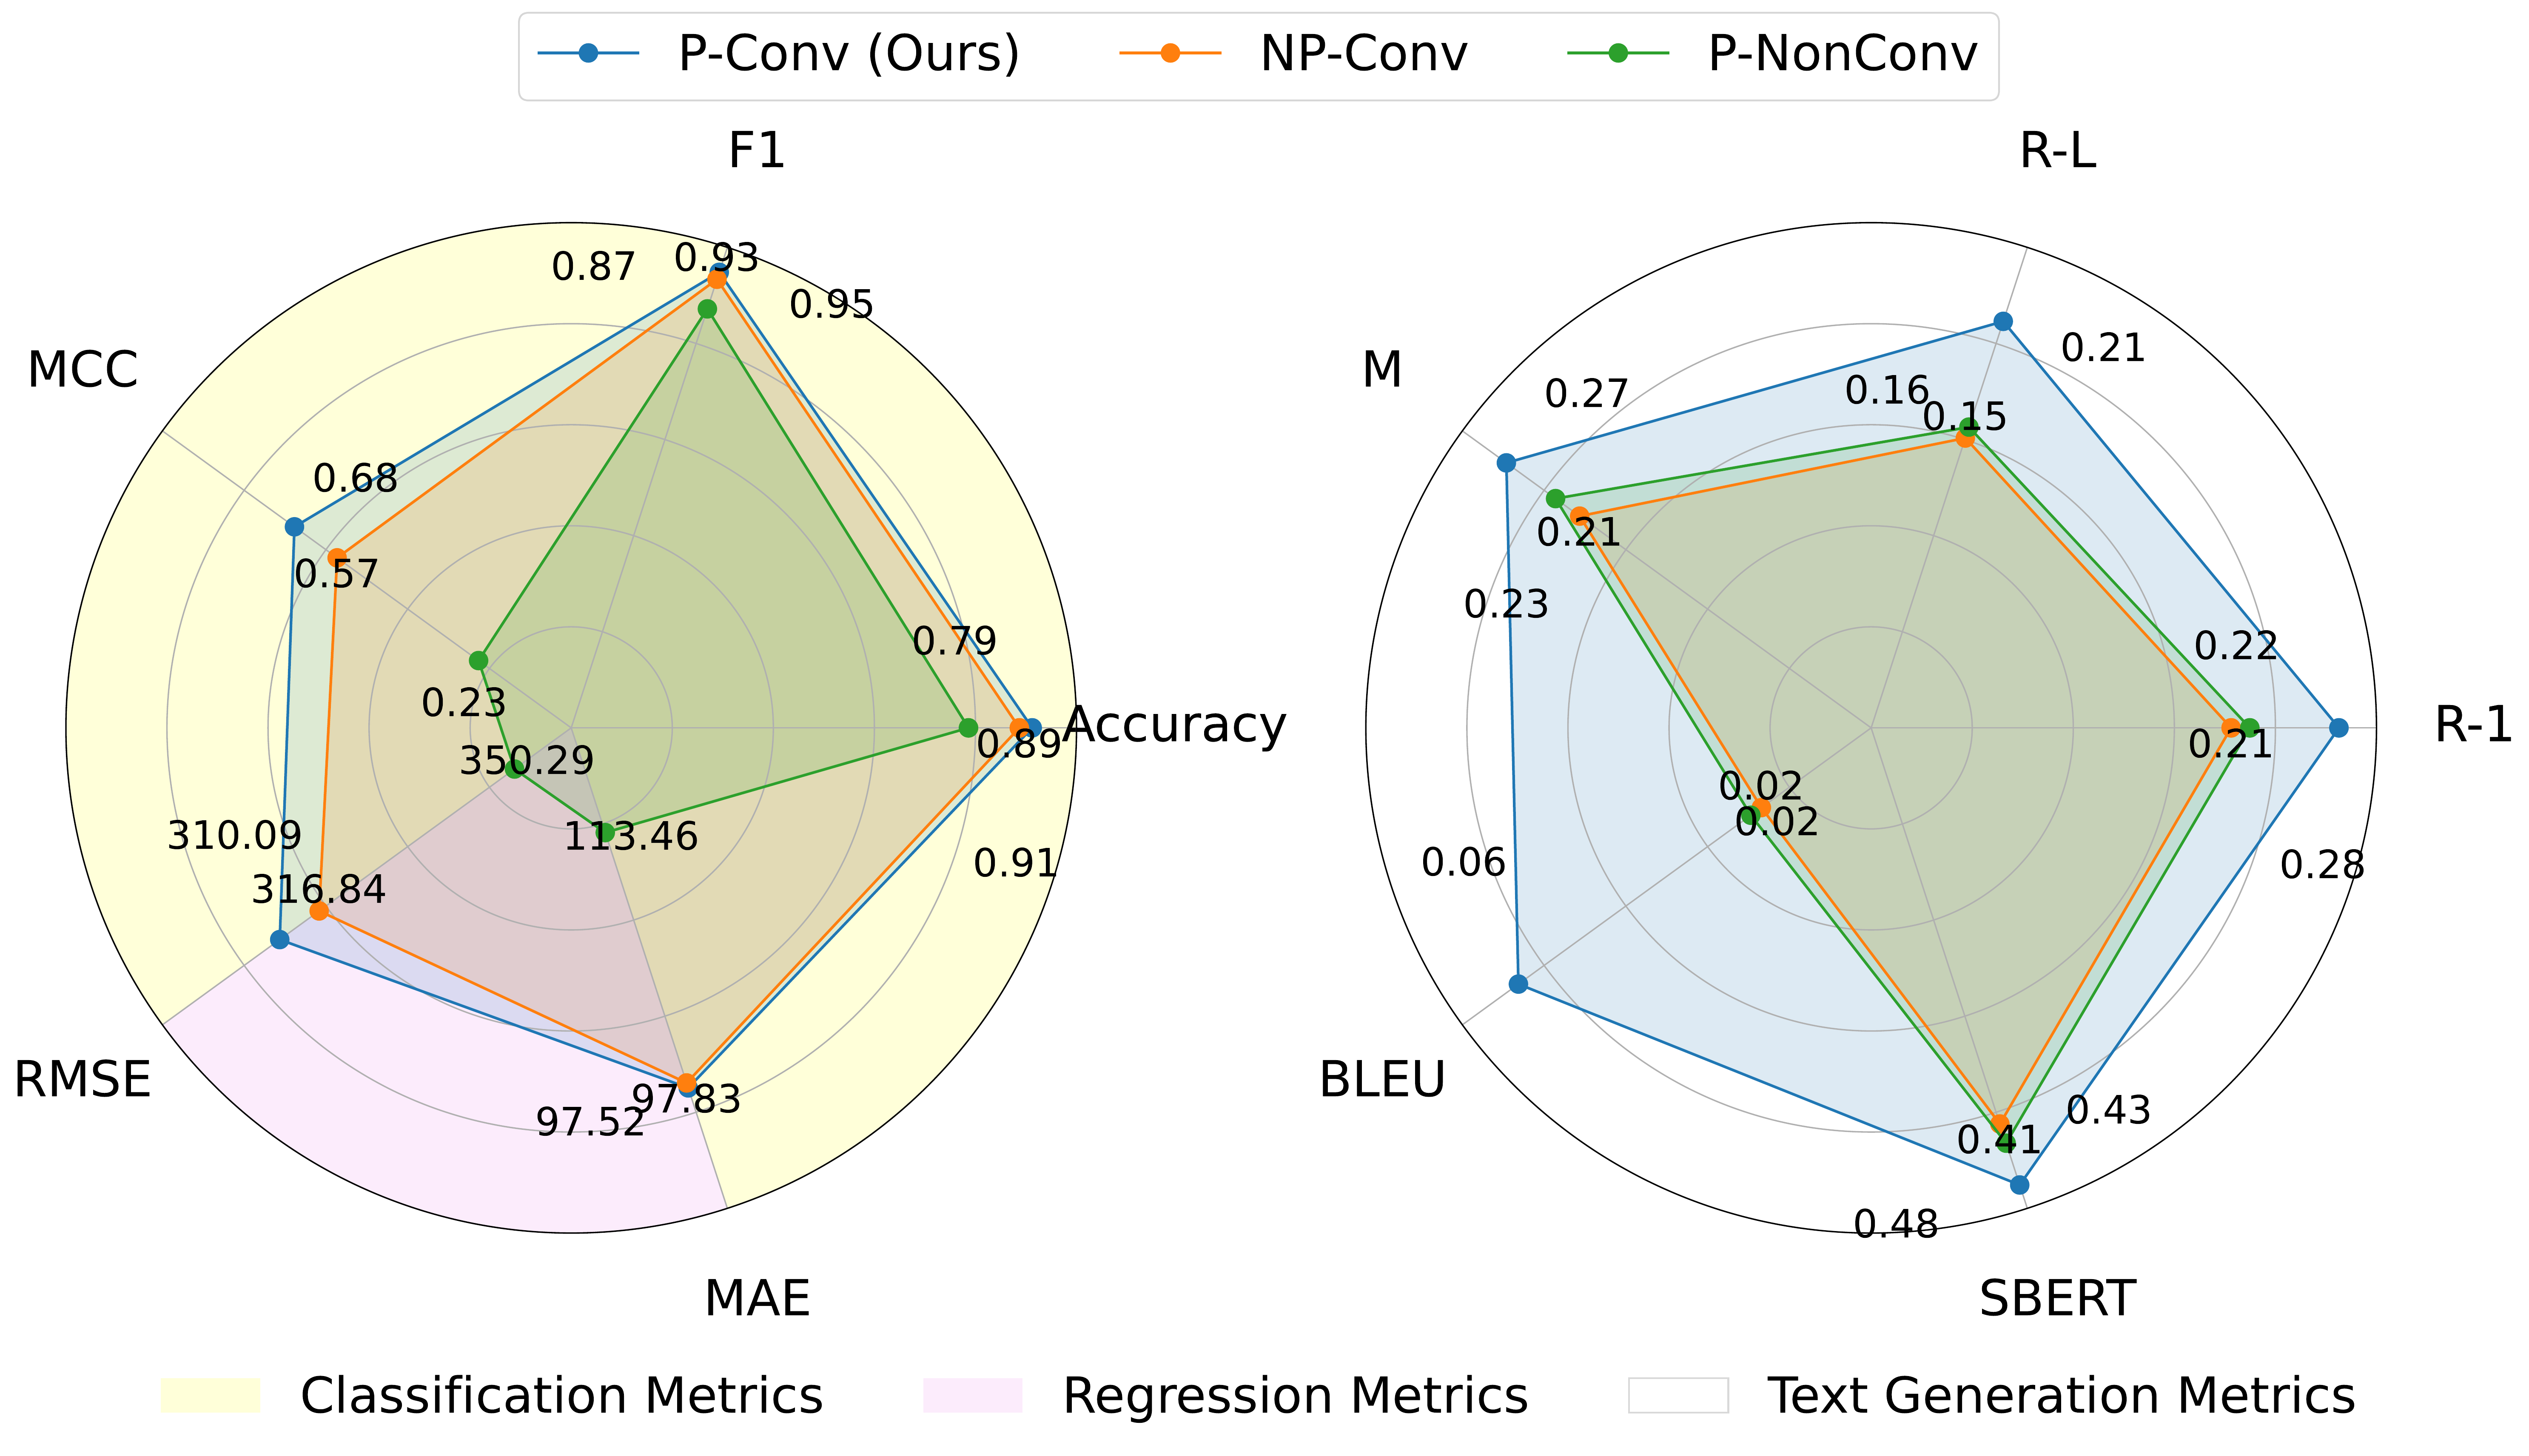 P-Conv (Ours)
NP-Conv
P-NonConv
F1
0.87
0.93
0.95
MCC
0.68
0.57
0.79
0.23
Accuracy
0.89
350.29
310.09
113.46
0.91
316.84
RMSE
97.83
97.52
MAE
R-L
0.21
M
0.27
0.16
0.15
0.21
0.23
0.22
R-1
0.21
0.02
0.02
0.06
0.28
BLEU
0.43
0.41
0.48
SBERT
Classification Metrics
Regression Metrics
Text Generation Metrics